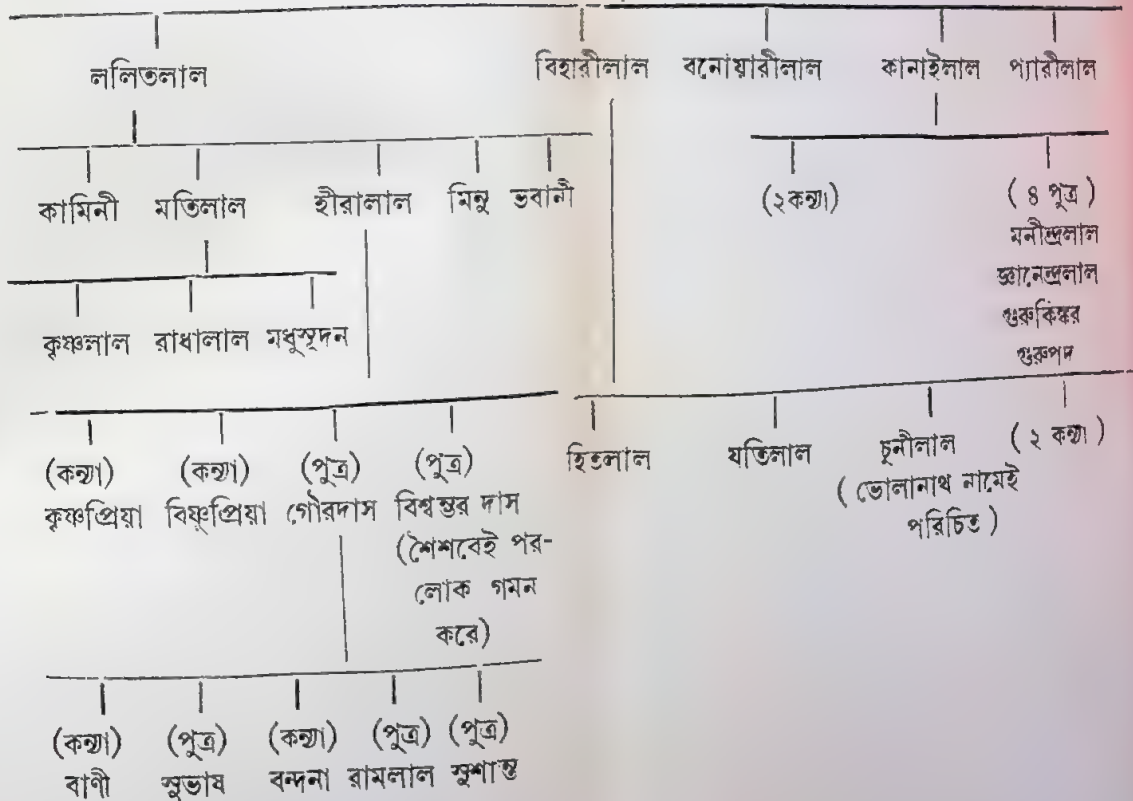 ললিতলাল বিহারীলাল বনোয়ারীলাল কানাইলাল প্যারীলাল
কামিনী মতিলাল হীরালাল মিনু ভবানী
(২কন্যা) (৪ পুত্র)
মনীন্দ্রলাল
জ্ঞানেন্দ্রলাল
গুরুকিঙ্কর
গুরুপদ
কৃষ্ণলাল রাধালাল মধুসূদন
(কন্যা) (কন্যা) (পুত্র) (পুত্র)
কৃষ্ণপ্রিয়া বিষ্ণুপ্রিয়া গৌরদাস বিশ্বম্ভর দাস
(শৈশবেই পর-
লোক গমন
করে)
হিতলাল যতিলাল চুনীলাল (২ কন্যা)
(ভোলানাথ নামেই
পরিচিত)
(কন্যা) (পুত্র) (কন্যা) (পুত্র) (পুত্র)
বাণী সুভাষ বন্দনা রামলাল সুশান্ত